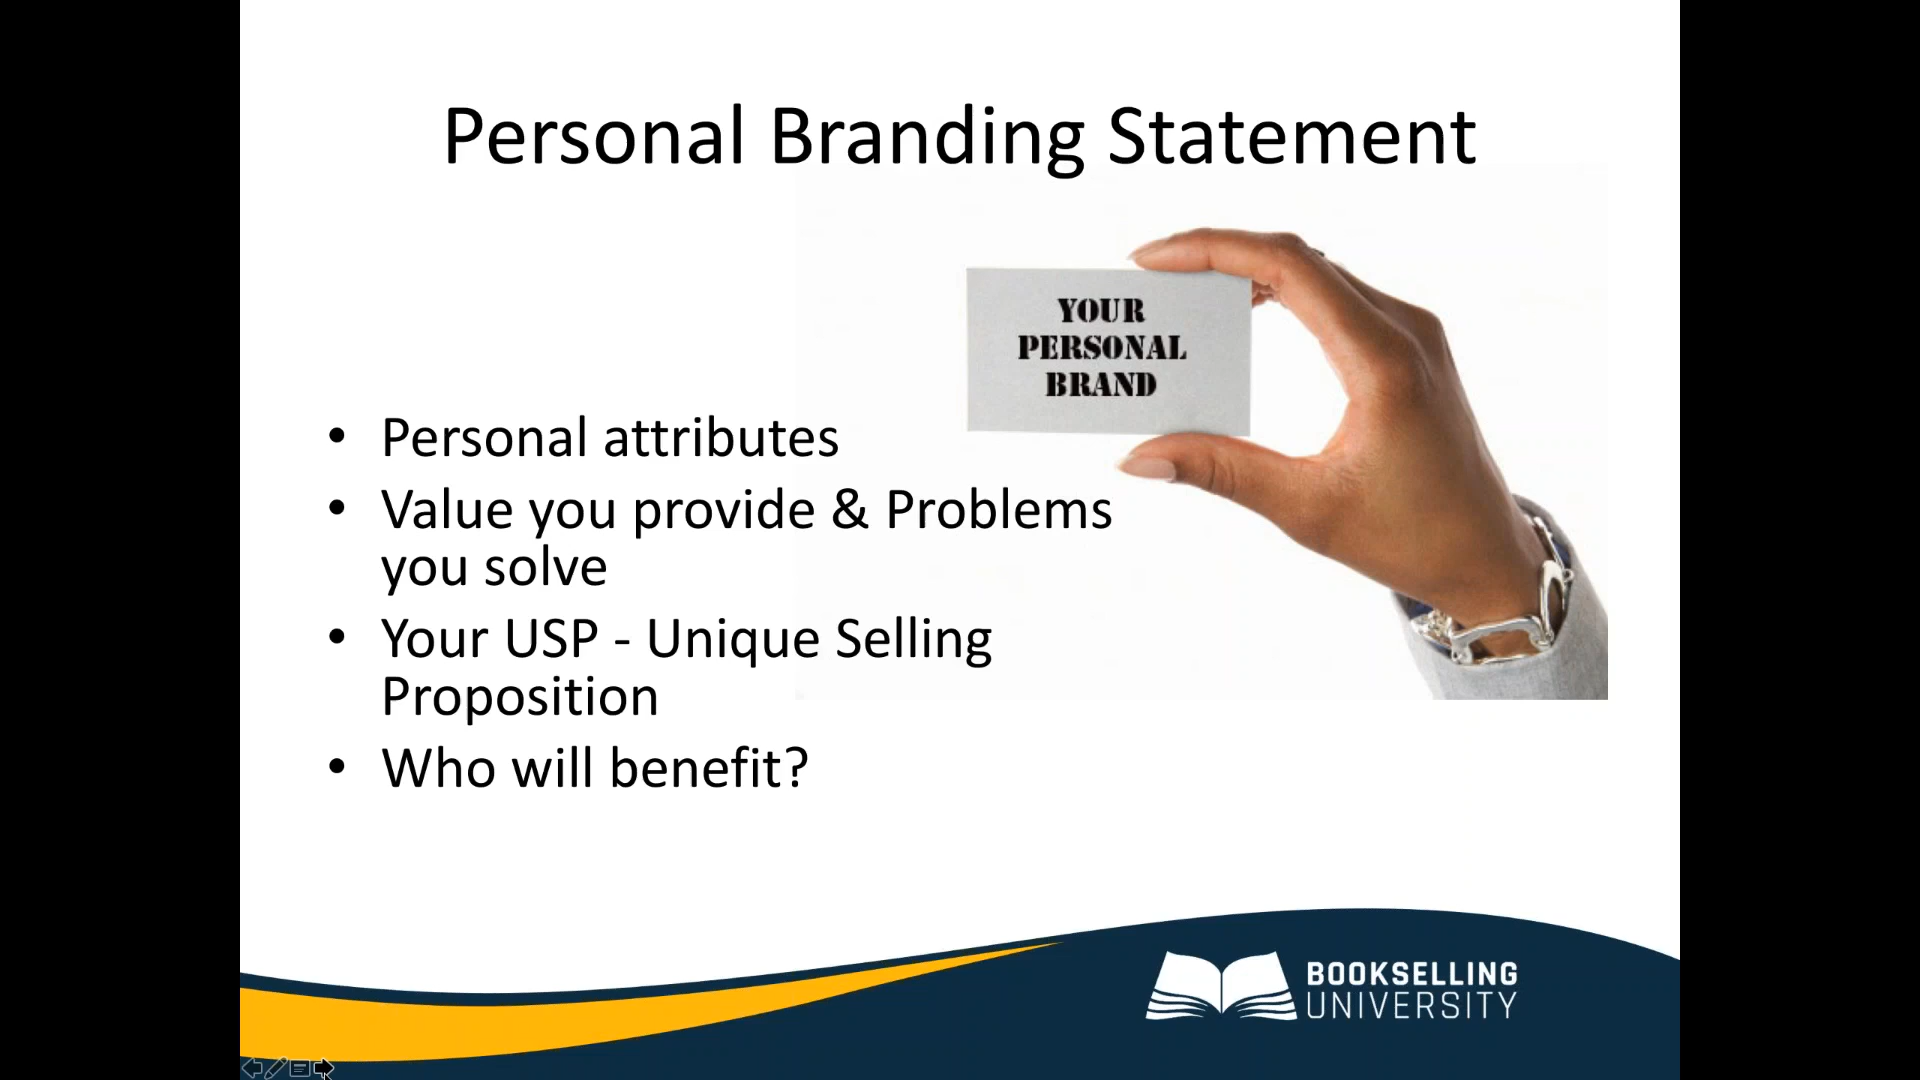 Personal Branding Statement
YOUR
PERSONAL
BRAND
• Personal attributes
• Value you provide & Problems
you solve
• Your USP - Unique Selling
Proposition
• Who will benefit?
BOOKSELLING
UNIVERSITY